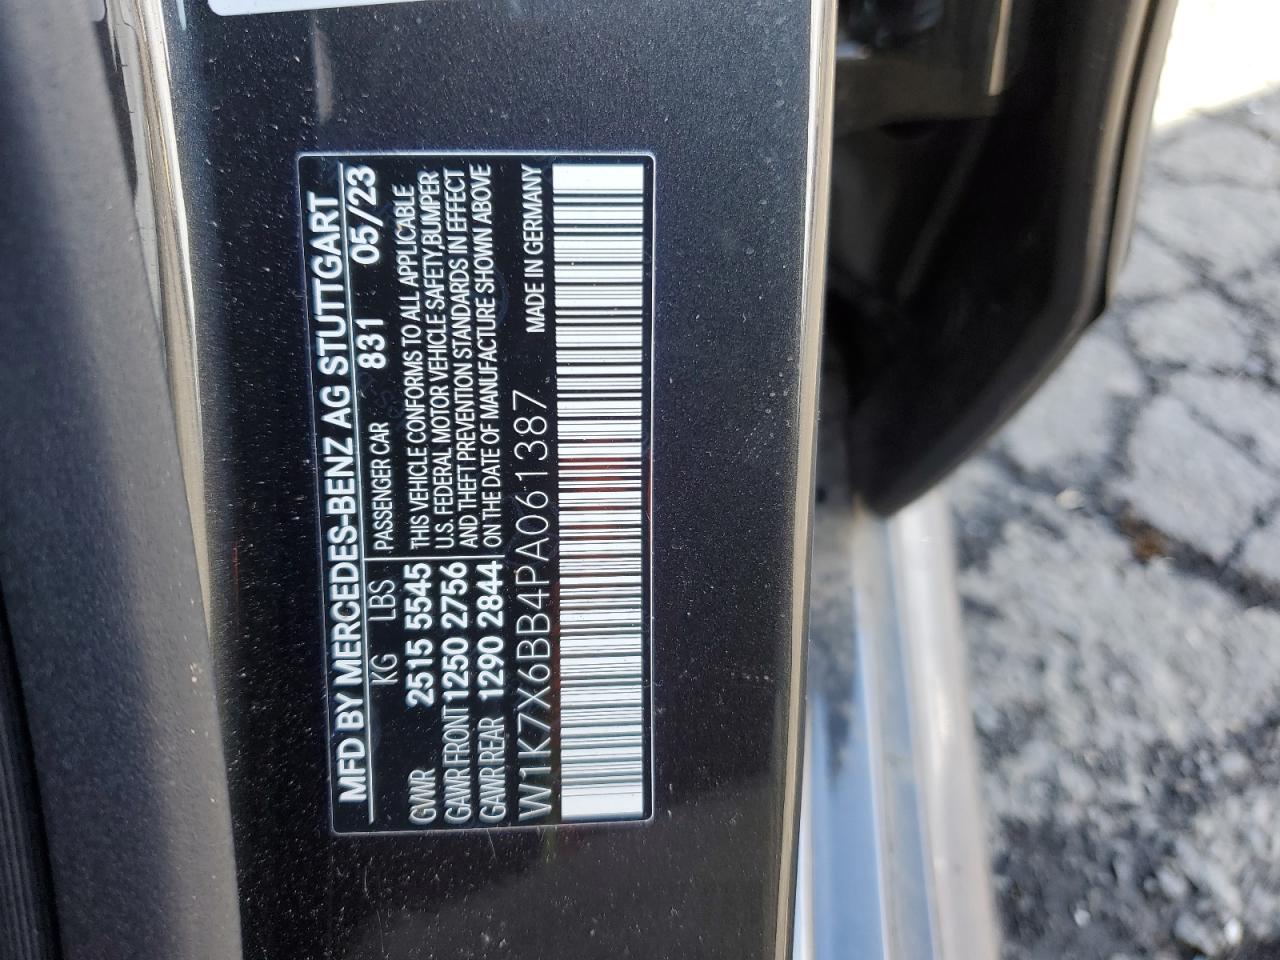 MFD BY MERCEDES-BENZ AG STUTTGART
KG LBS PASSENGER CAR 831 05/23
GVWR 2515 5545 THIS VEHICLE CONFORMS TO ALL APPLICABLE
GAWR FRONT 1250 2756 U.S. FEDERAL MOTOR VEHICLE SAFETY, BUMPER
AND THEFT PREVENTION STANDARDS IN EFFECT
GAWR REAR 1290 2844 ON THE DATE OF MANUFACTURE SHOWN ABOVE
W1K7X6BB4PA061387 MADE IN GERMANY